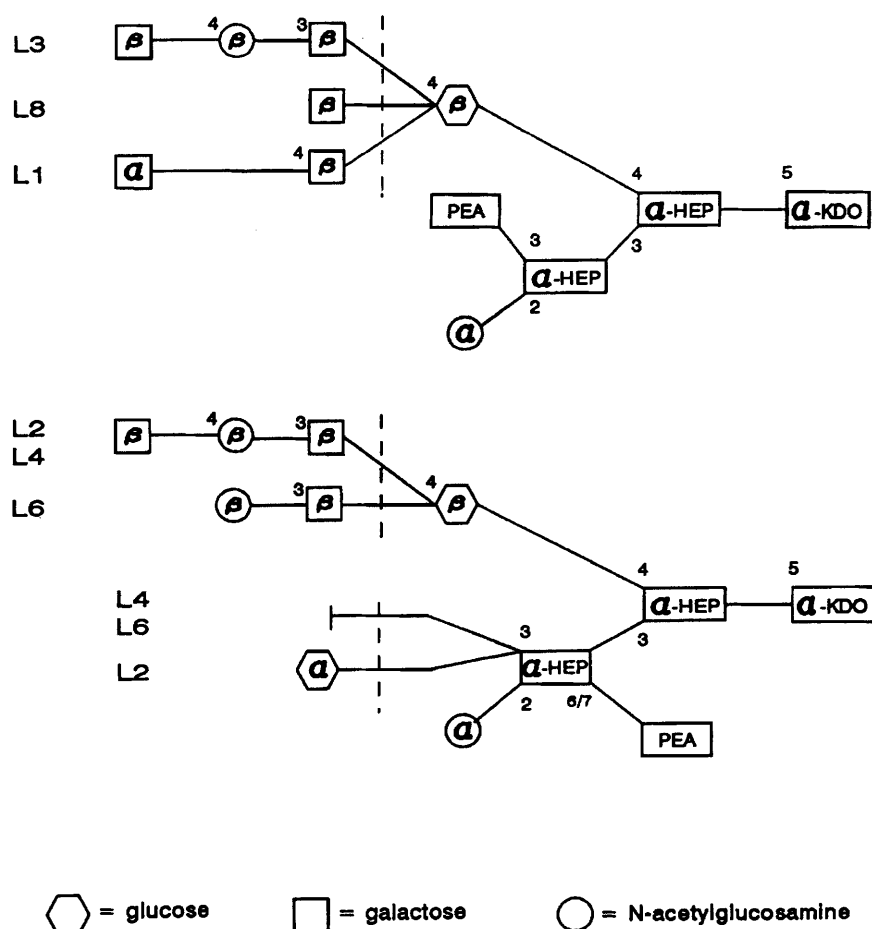 4 3
L3 β β β
4
L8 β β
4 4 5
L1 a β
PEA a-HEP a-KDO
3 3
a-HEP
2
a
L2 4 3
β β β
L4
4
L6 β 3 β β
4 5
L4
a-HEP a-KDO
L6 3 3
L2 a a-HEP
2 6/7
a PEA
= glucose = galactose = N-acetylglucosamine